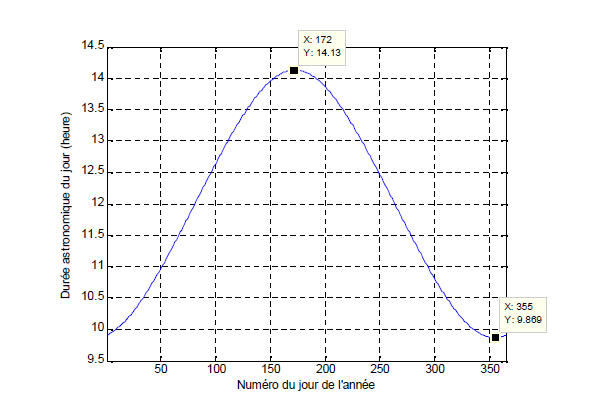 X: 172
Y: 14.13
14.5
14
13.5
13
12.5
12
11.5
11
10.5
10
9.5
Durée astronomique du jour (heure)
X: 355
Y: 9.869
50 100 150 200 250 300 350
Numéro du jour de l'année